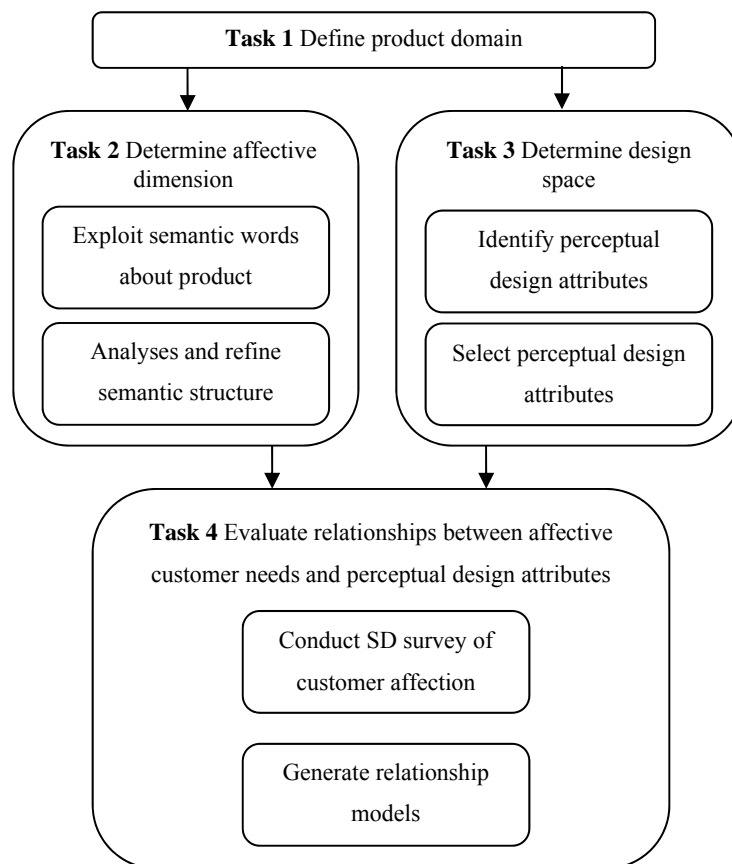 Task 1 Define product domain
Task 2 Determine affective
dimension
Exploit semantic words
about product
Analyses and refine
semantic structure
Task 3 Determine design
space
Identify perceptual
design attributes
Select perceptual design
attributes
Task 4 Evaluate relationships between affective
customer needs and perceptual design attributes
Conduct SD survey of
customer affection
Generate relationship
models